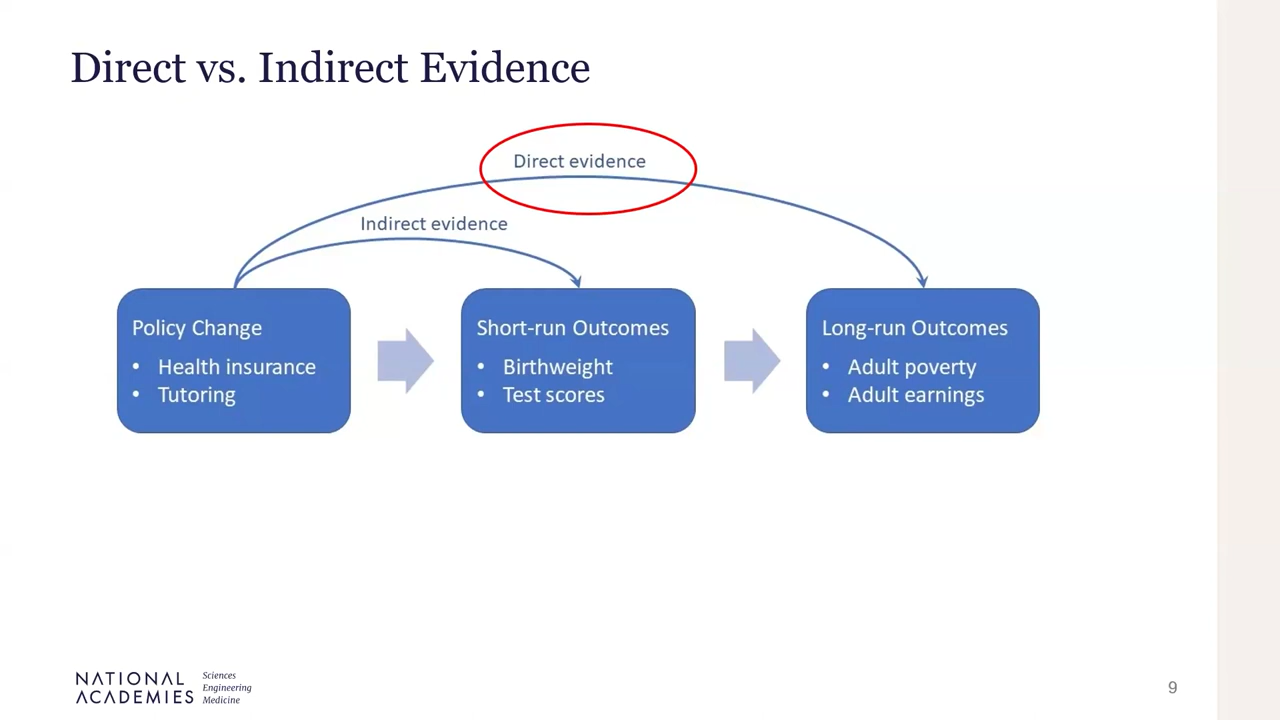 Direct vs. Indirect Evidence
Direct evidence
Indirect evidence
Policy Change
• Health insurance
• Tutoring
Short-run Outcomes
• Birthweight
• Test scores
Long-run Outcomes
• Adult poverty
• Adult earnings
NATIONAL
ACADEMIES
Sciences
Engineering
Medicine
9